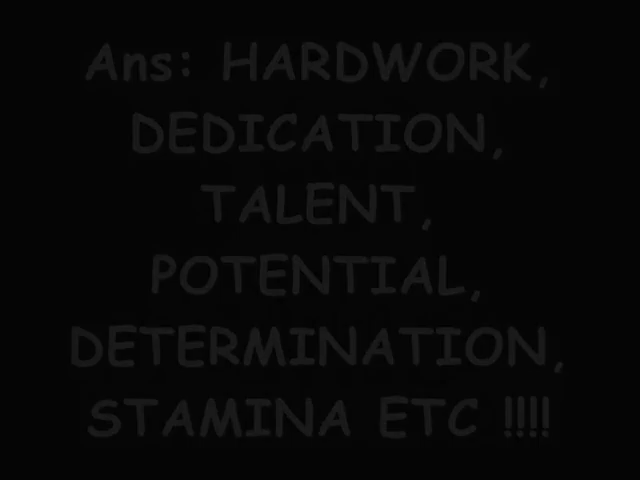 Ans: HARDWORK,
DEDICATION,
TALENT,
POTENTIAL,
DETERMINATION,
STAMINA ETC !!!!